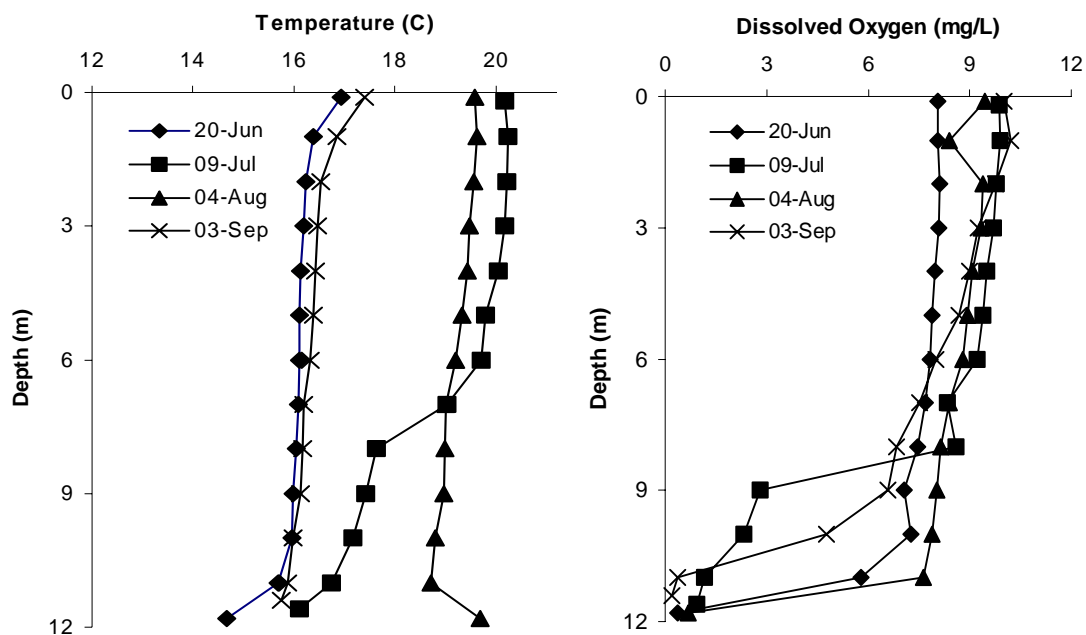 Temperature (C)
12 14 16 18 20
0
3
6
9
12
Depth (m)
20-Jun
09-Jul
04-Aug
03-Sep
Dissolved Oxygen (mg/L)
0 3 6 9 12
0
3
6
9
12
Depth (m)
20-Jun
09-Jul
04-Aug
03-Sep